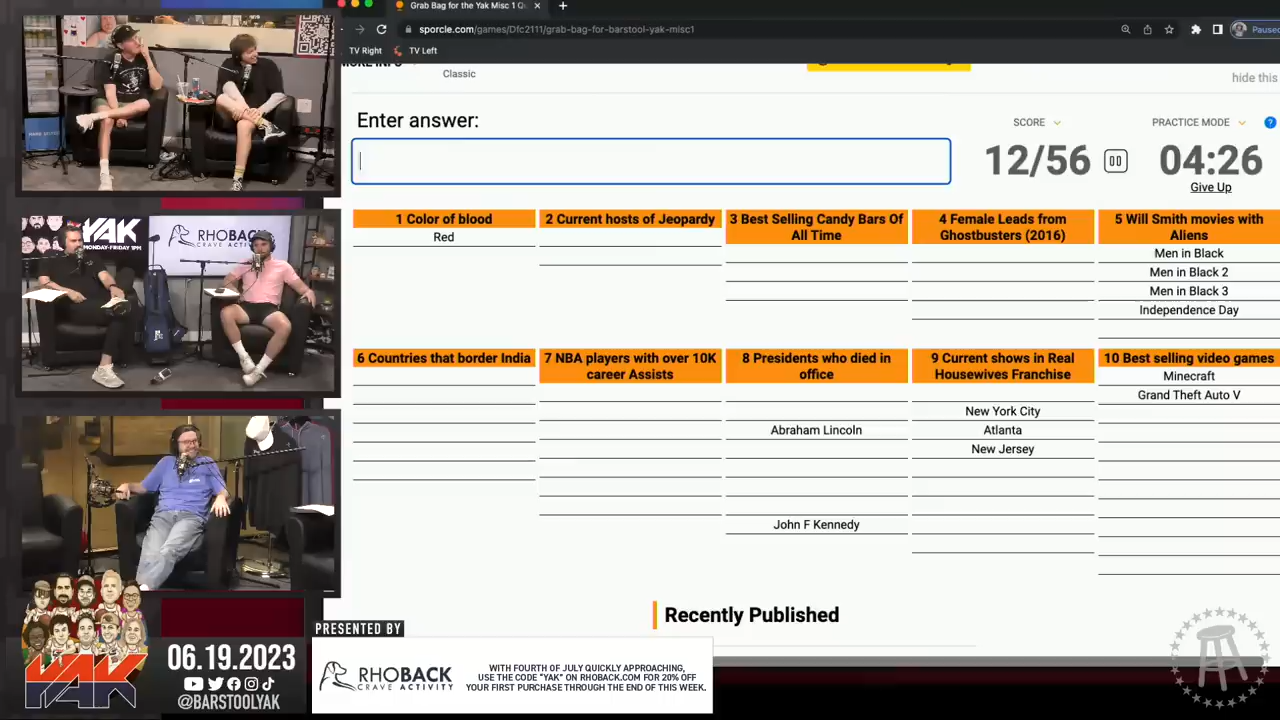 Grab Bag for the Yak Misc 1 Qu
sporcle.com/games/Dfc2111/grab-bag-for-barstool-yak-misc1
Paused
TV Right
TV Left
MORE INFO
Classic
hide this
Enter answer:
SCORE
PRACTICE MODE
12/56
04:26
Give Up
1 Color of blood
Red
2 Current hosts of Jeopardy
3 Best Selling Candy Bars Of
All Time
4 Female Leads from
Ghostbusters (2016)
5 Will Smith movies with
Aliens
Men in Black
Men in Black 2
Men in Black 3
Independence Day
6 Countries that border India
7 NBA players with over 10K
career Assists
8 Presidents who died in
office
Abraham Lincoln
John F Kennedy
9 Current shows in Real
Housewives Franchise
New York City
Atlanta
New Jersey
10 Best selling video games
Minecraft
Grand Theft Auto V
Recently Published
YAK
MONDAY-FRIDAY 1PM
RHOBACK
CRAVE ACTIVITY
YAK
06.19.2023
@BARSTOOLYAK
PRESENTED BY
RHOBACK
CRAVE ACTIVITY
WITH FOURTH OF JULY QUICKLY APPROACHING,
USE THE CODE "YAK" ON RHOBACK.COM FOR 20% OFF
YOUR FIRST PURCHASE THROUGH THE END OF THIS WEEK.